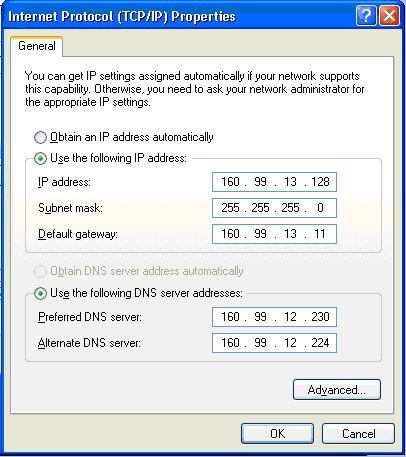 Internet Protocol (TCP/IP) Properties
General
You can get IP settings assigned automatically if your network supports
this capability. Otherwise, you need to ask your network administrator for
the appropriate IP settings.
Obtain an IP address automatically
Use the following IP address:
IP address: 160 . 99 . 13 . 128
Subnet mask: 255 . 255 . 255 . 0
Default gateway: 160 . 99 . 13 . 11
Obtain DNS server address automatically
Use the following DNS server addresses:
Preferred DNS server: 160 . 99 . 12 . 230
Alternate DNS server: 160 . 99 . 12 . 224
Advanced...
OK Cancel